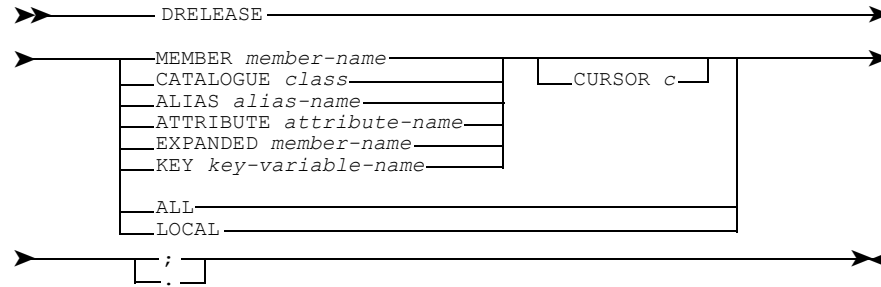 DRELEASE
MEMBER member-name
CATALOGUE class CURSOR c
ALIAS alias-name
ATTRIBUTE attribute-name
EXPANDED member-name
KEY key-variable-name
ALL
LOCAL
;
.